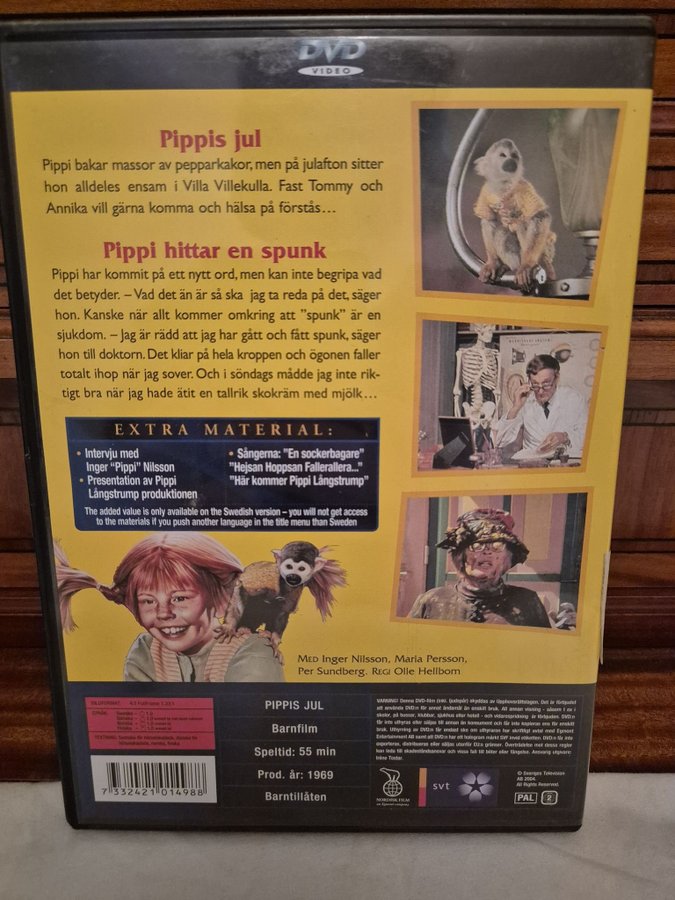 DVD
VIDEO
Pippis jul
Pippi bakar massor av pepparkakor, men på julafton sitter
hon alldeles ensam i Villa Villekulla. Fast Tommy och
Annika vill gärna komma och hälsa på förstås...
Pippi hittar en spunk
Pippi har kommit på ett nytt ord, men kan inte begripa vad
det betyder. – Vad det än är så ska jag ta reda på det, säger
hon. Kanske när allt kommer omkring att "spunk" är en
sjukdom. – Jag är rädd att jag har gått och fått spunk, säger
hon till doktorn. Det kliar på hela kroppen och ögonen faller
totalt ihop när jag sover. Och i söndags mådde jag inte rik-
tigt bra när jag hade ätit en tallrik skokräm med mjölk...
EXTRA MATERIAL:
• Intervju med
Inger "Pippi" Nilsson
• Presentation av Pippi
Långstrump produktionen
• Sångerna: "En sockerbagare"
"Hejsan Hoppsan Fallerallera..."
"Här kommer Pippi Långstrump"
The added value is only available on the Swedish version – you will not get access
to the materials if you push another language in the title menu than Sweden
MED Inger Nilsson, Maria Persson,
Per Sundberg. REGI Olle Hellbom
BILDFORMAT:
7 332421 014988
PIPPIS JUL
Barnfilm
Speltid: 55 min
Prod. år: 1969
Barntillåten
NORDISK FILM
svt
© Sveriges Television
AB 2004.
All Rights Reserved.
PAL 2